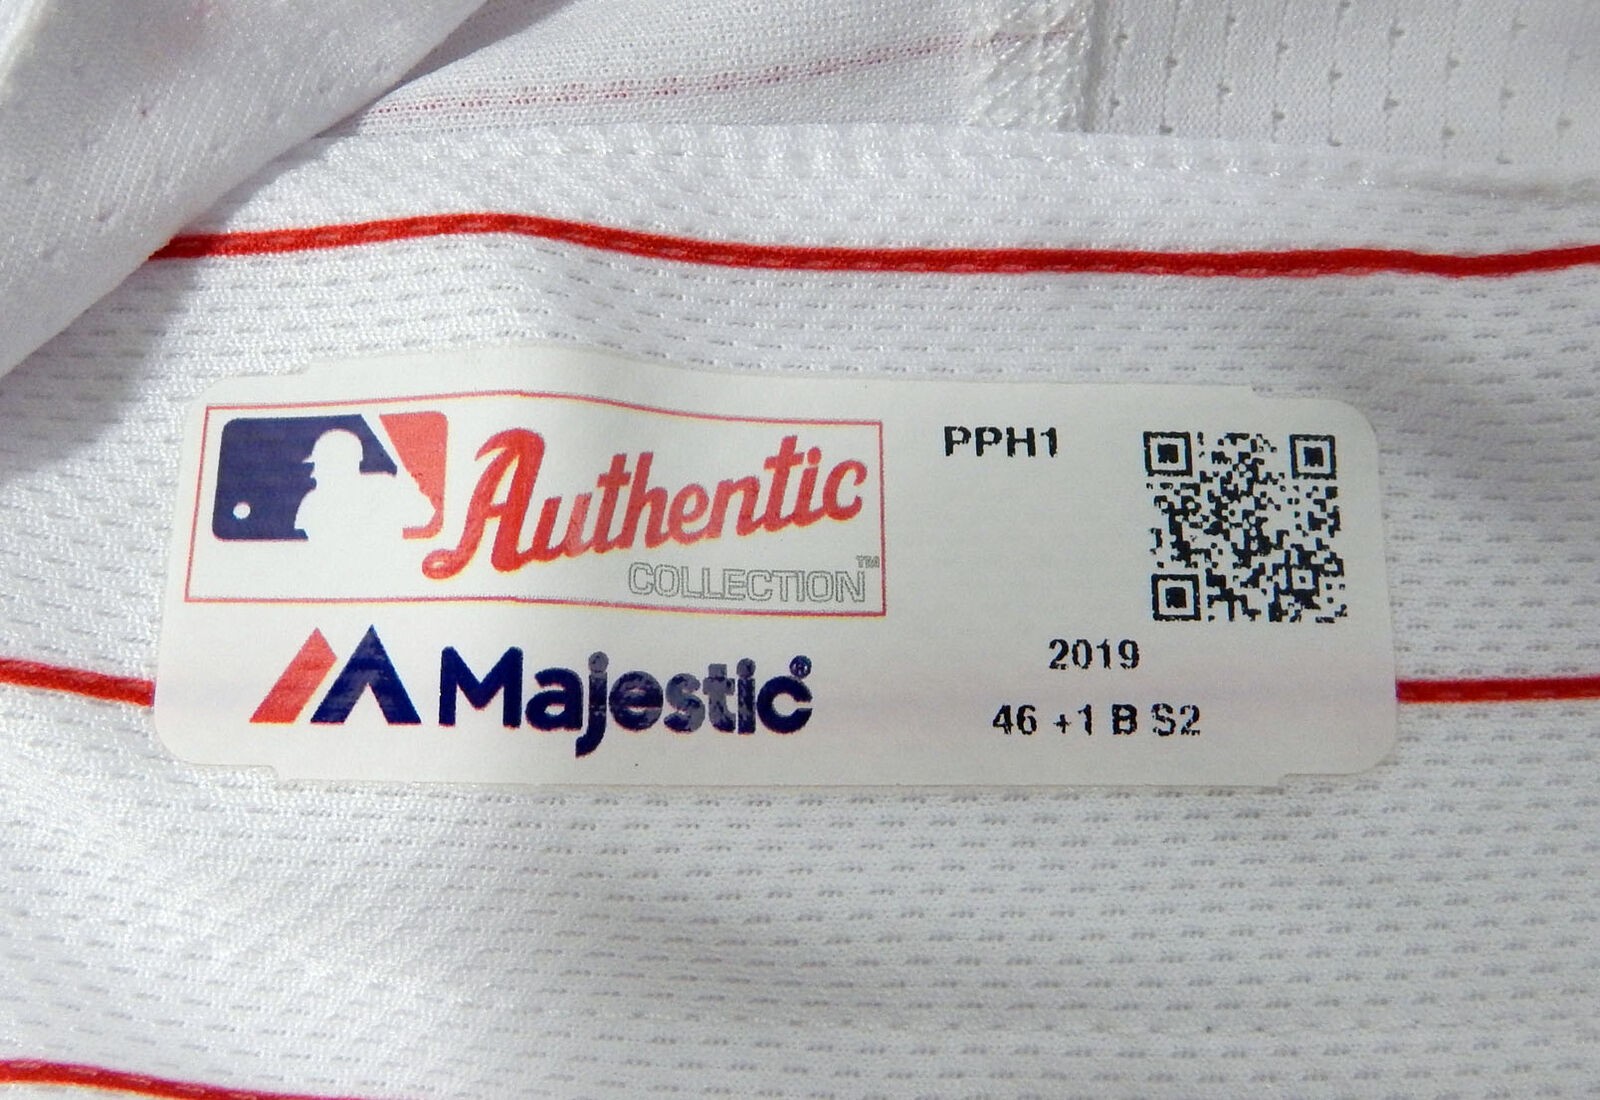 Authentic
COLLECTION™
Majestic®
PPH1
2019
46 +1 B S2